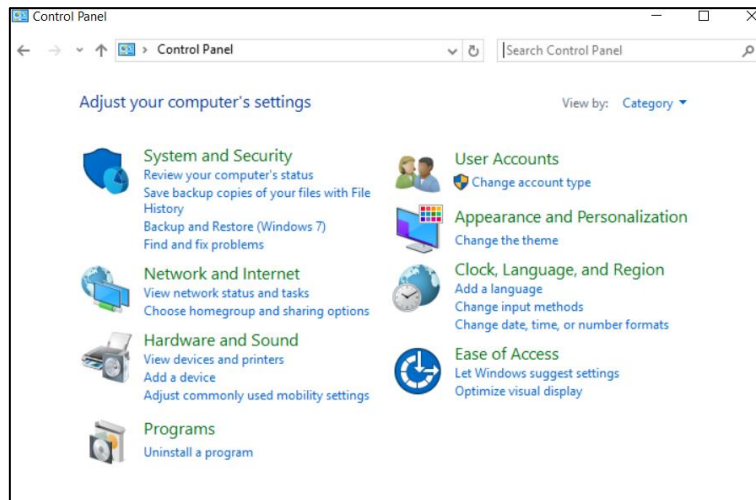 Control Panel
Control Panel
Search Control Panel
Adjust your computer's settings
View by: Category
System and Security
Review your computer's status
Save backup copies of your files with File
History
Backup and Restore (Windows 7)
Find and fix problems
Network and Internet
View network status and tasks
Choose homegroup and sharing options
Hardware and Sound
View devices and printers
Add a device
Adjust commonly used mobility settings
Programs
Uninstall a program
User Accounts
Change account type
Appearance and Personalization
Change the theme
Clock, Language, and Region
Add a language
Change input methods
Change date, time, or number formats
Ease of Access
Let Windows suggest settings
Optimize visual display